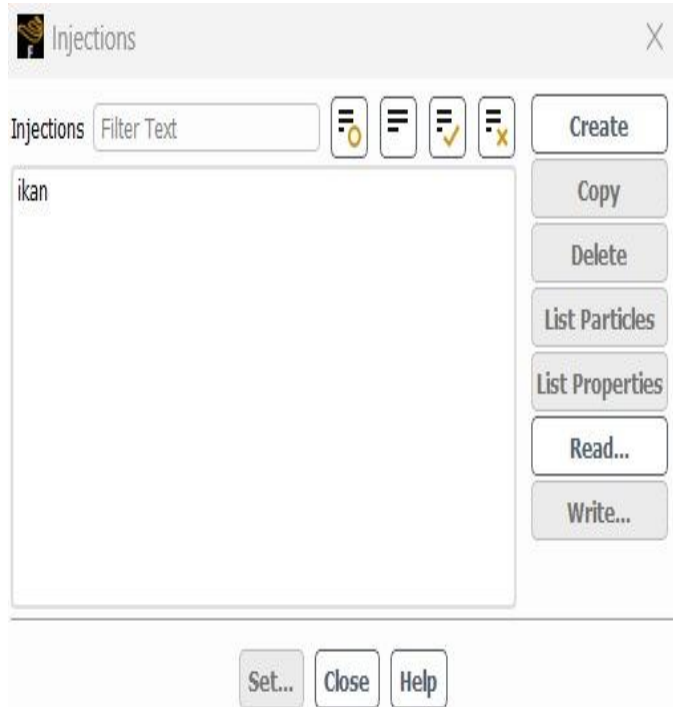 F
Injections
Injections Filter Text
ikan
Create
Copy
Delete
List Particles
List Properties
Read...
Write...
Set... Close Help